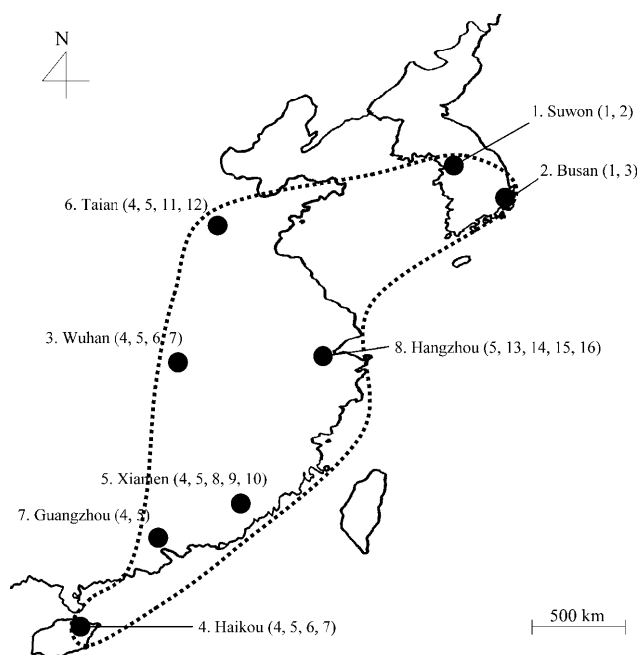 N
1. Suwon (1, 2)
2. Busan (1, 3)
6. Taian (4, 5, 11, 12)
3. Wuhan (4, 5, 6, 7)
8. Hangzhou (5, 13, 14, 15, 16)
5. Xiamen (4, 5, 8, 9, 10)
7. Guangzhou (4, 5)
500 km
4. Haikou (4, 5, 6, 7)